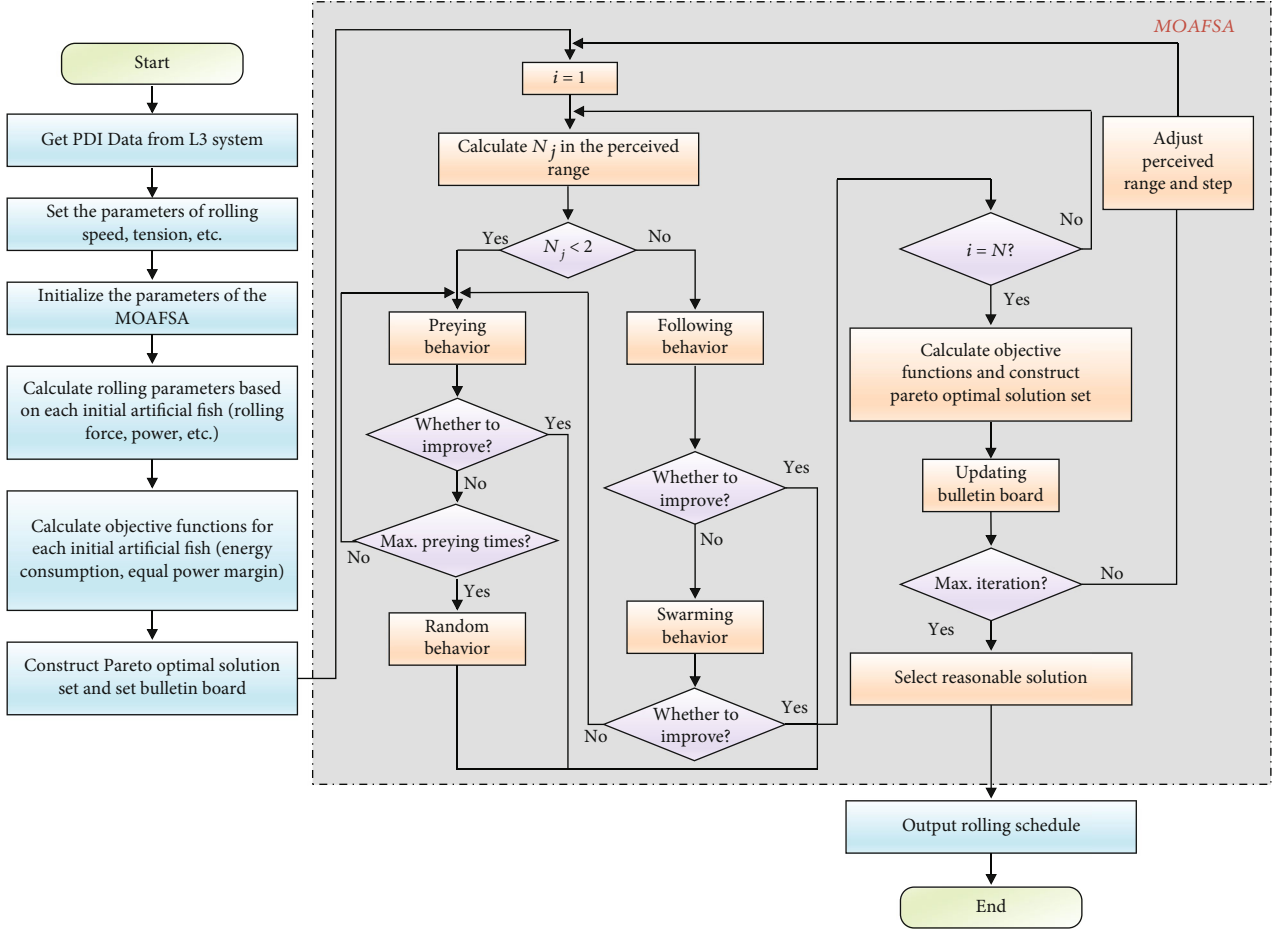 Start
Get PDI Data from L3 system
Set the parameters of rolling
speed, tension, etc.
Initialize the parameters of the
MOAFSA
Calculate rolling parameters based
on each initial artificial fish (rolling
force, power, etc.)
Calculate objective functions for
each initial artificial fish (energy
consumption, equal power margin)
Construct Pareto optimal solution
set and set bulletin board
MOAFSA
i = 1
Calculate N j in the perceived
range
N j < 2
Yes
No
Preying
behavior
Whether to
improve?
Yes
No
Max. preying times?
No
Yes
Random
behavior
Following
behavior
Whether to
improve?
Yes
No
Swarming
behavior
Whether to
improve?
Yes
No
i = N?
No
Yes
Calculate objective
functions and construct
pareto optimal solution set
Updating
bulletin board
Max. iteration?
No
Yes
Adjust
perceived
range and step
Select reasonable solution
Output rolling schedule
End